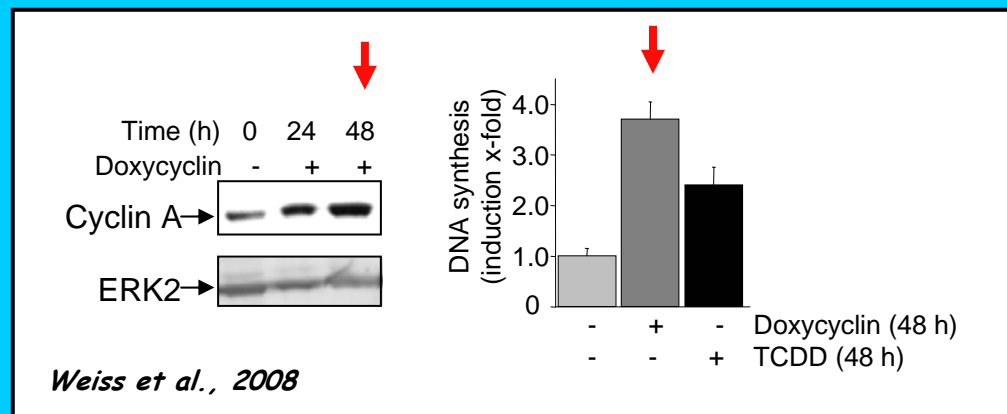 Time (h) 0 24 48
Doxycyclin - + +
Cyclin A
ERK2
Weiss et al., 2008
DNA synthesis
(induction x-fold)
4.0
3.0
2.0
1.0
0
- + - Doxycyclin (48 h)
- - + TCDD (48 h)